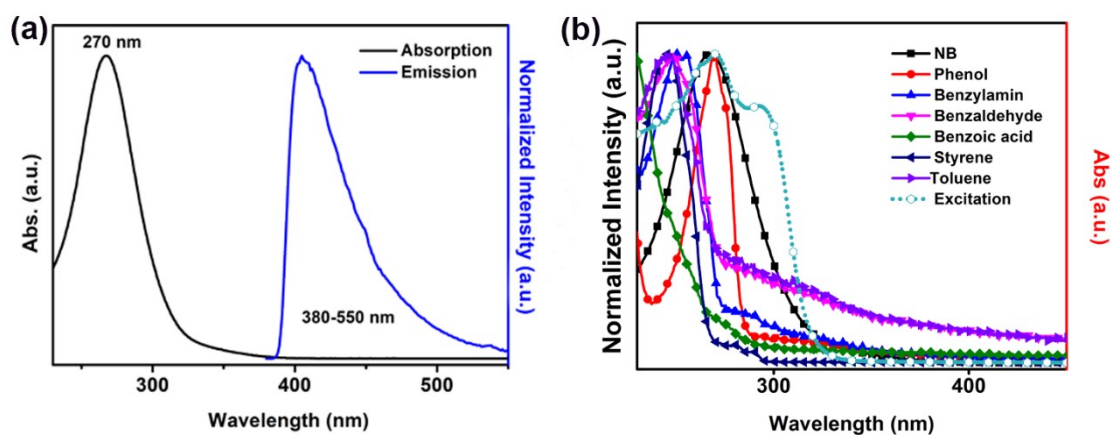 (a)
270 nm
Absorption
Emission
380-550 nm
Abs. (a.u.)
Normalized Intensity (a.u.)
300
400
500
Wavelength (nm)
(b)
NB
Phenol
Benzylamin
Benzaldehyde
Benzoic acid
Styrene
Toluene
Excitation
Normalized Intensity (a.u.)
Abs (a.u.)
300
400
Wavelength (nm)